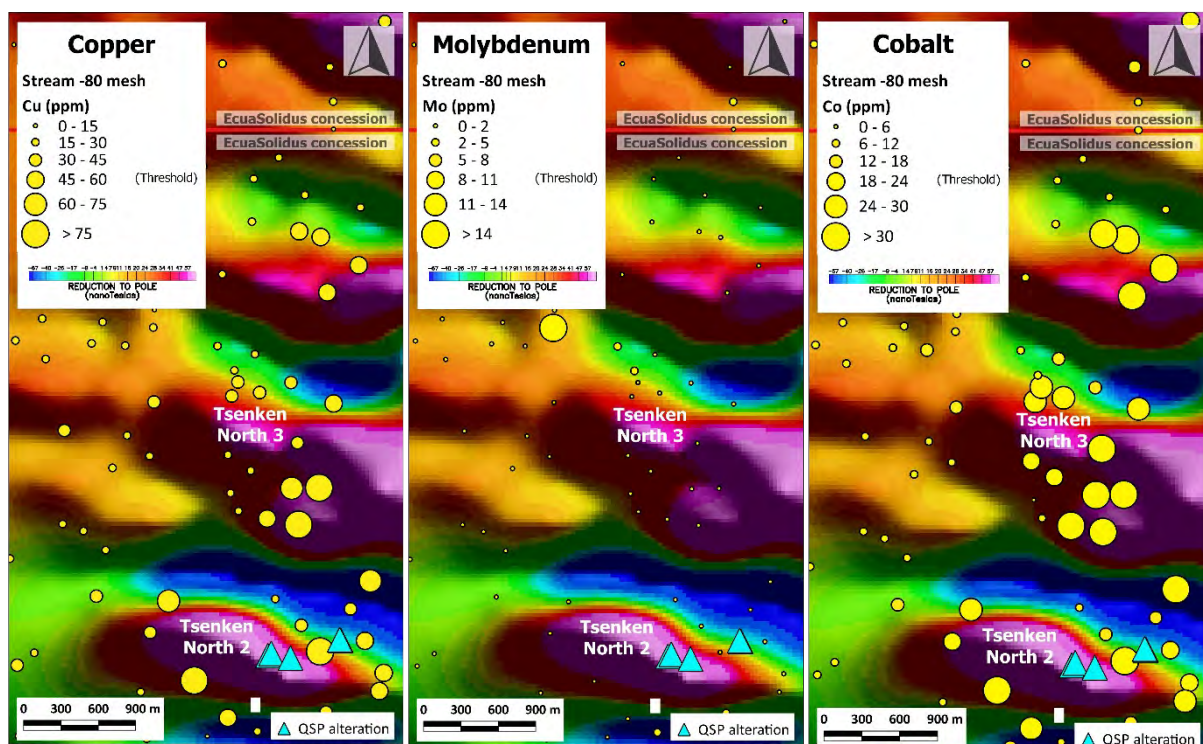 Copper
Stream -80 mesh
Cu (ppm)
0 - 15
15 - 30
30 - 45
45 - 60 (Threshold)
60 - 75
> 75
REDUCTION TO POLE
(nanoTeslas)
EcuaSolidus concession
EcuaSolidus concession
Tsenken
North 3
Tsenken
North 2
0 300 600 900 m
QSP alteration
Molybdenum
Stream -80 mesh
Mo (ppm)
0 - 2
2 - 5
5 - 8
8 - 11 (Threshold)
11 - 14
> 14
REDUCTION TO POLE
(nanoTeslas)
EcuaSolidus concession
EcuaSolidus concession
Tsenken
North 3
Tsenken
North 2
0 300 600 900 m
QSP alteration
Cobalt
Stream -80 mesh
Co (ppm)
0 - 6
6 - 12
12 - 18
18 - 24 (Threshold)
24 - 30
> 30
REDUCTION TO POLE
(nanoTeslas)
EcuaSolidus concession
EcuaSolidus concession
Tsenken
North 3
Tsenken
North 2
0 300 600 900 m
QSP alteration